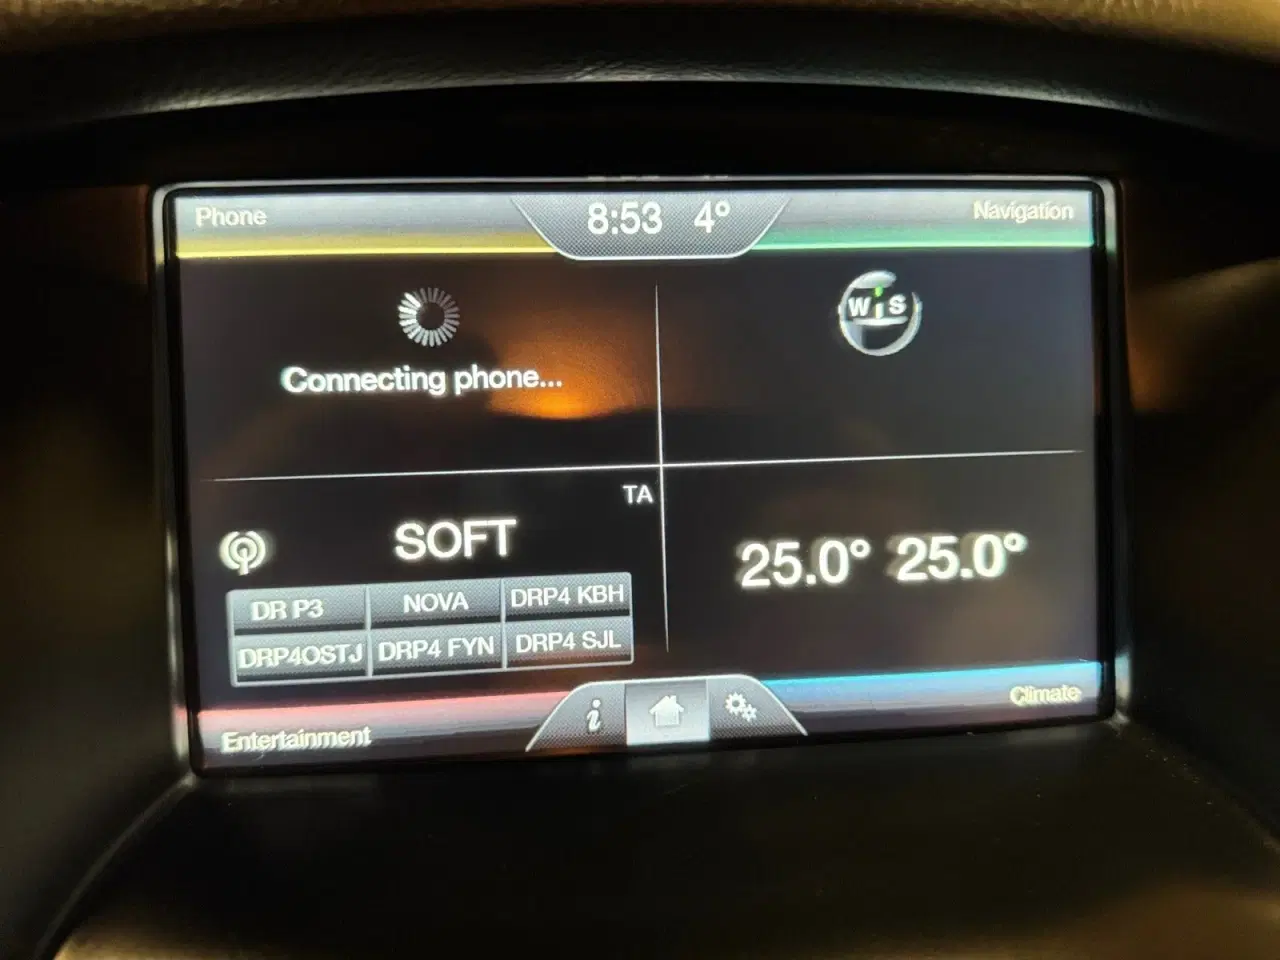 Phone
8:53 4°
Navigation
Connecting phone...
WiS
TA
SOFT
DR P3 NOVA DRP4 KBH
DRP4OSTJ DRP4 FYN DRP4 SJL
25.0° 25.0°
Entertainment
i
Climate